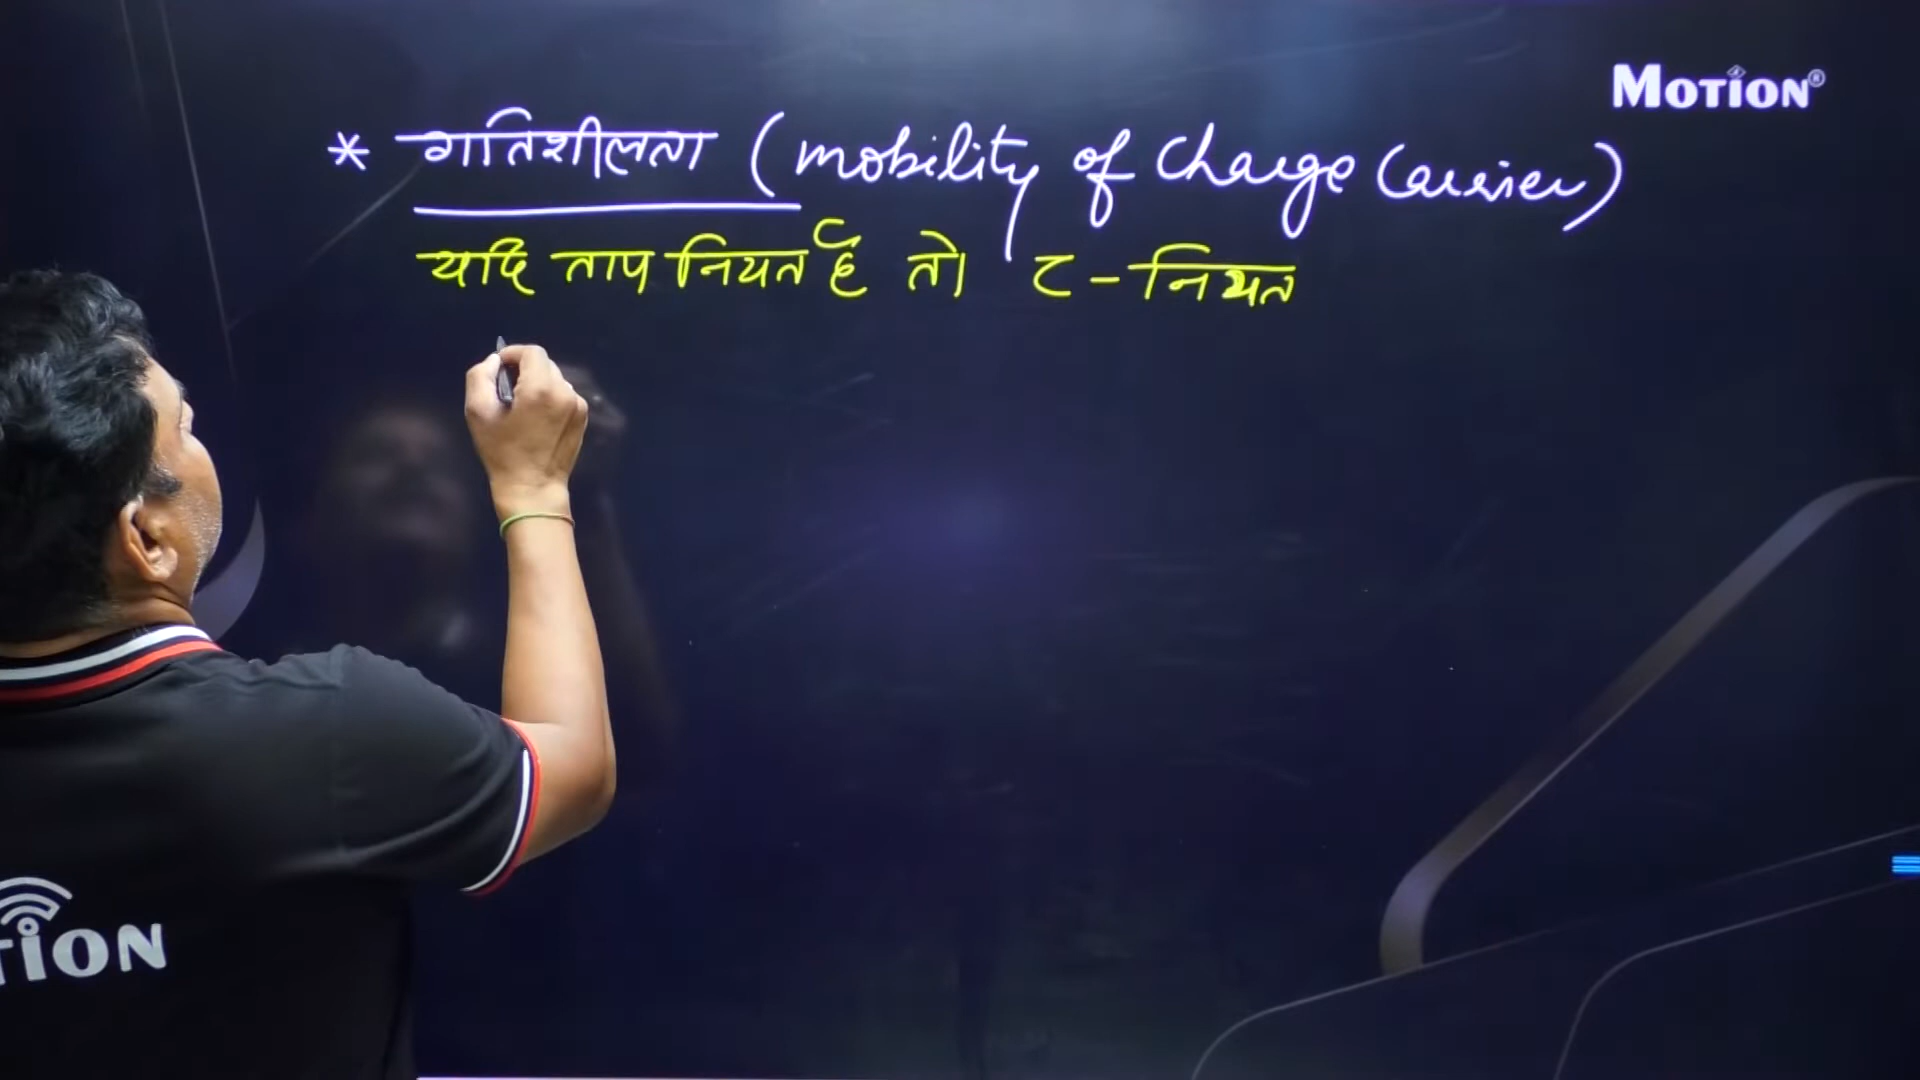 MOTION®
* गतिशीलता (mobility of charge carrier)
यदि ताप नियत है तो τ - नियत
TION